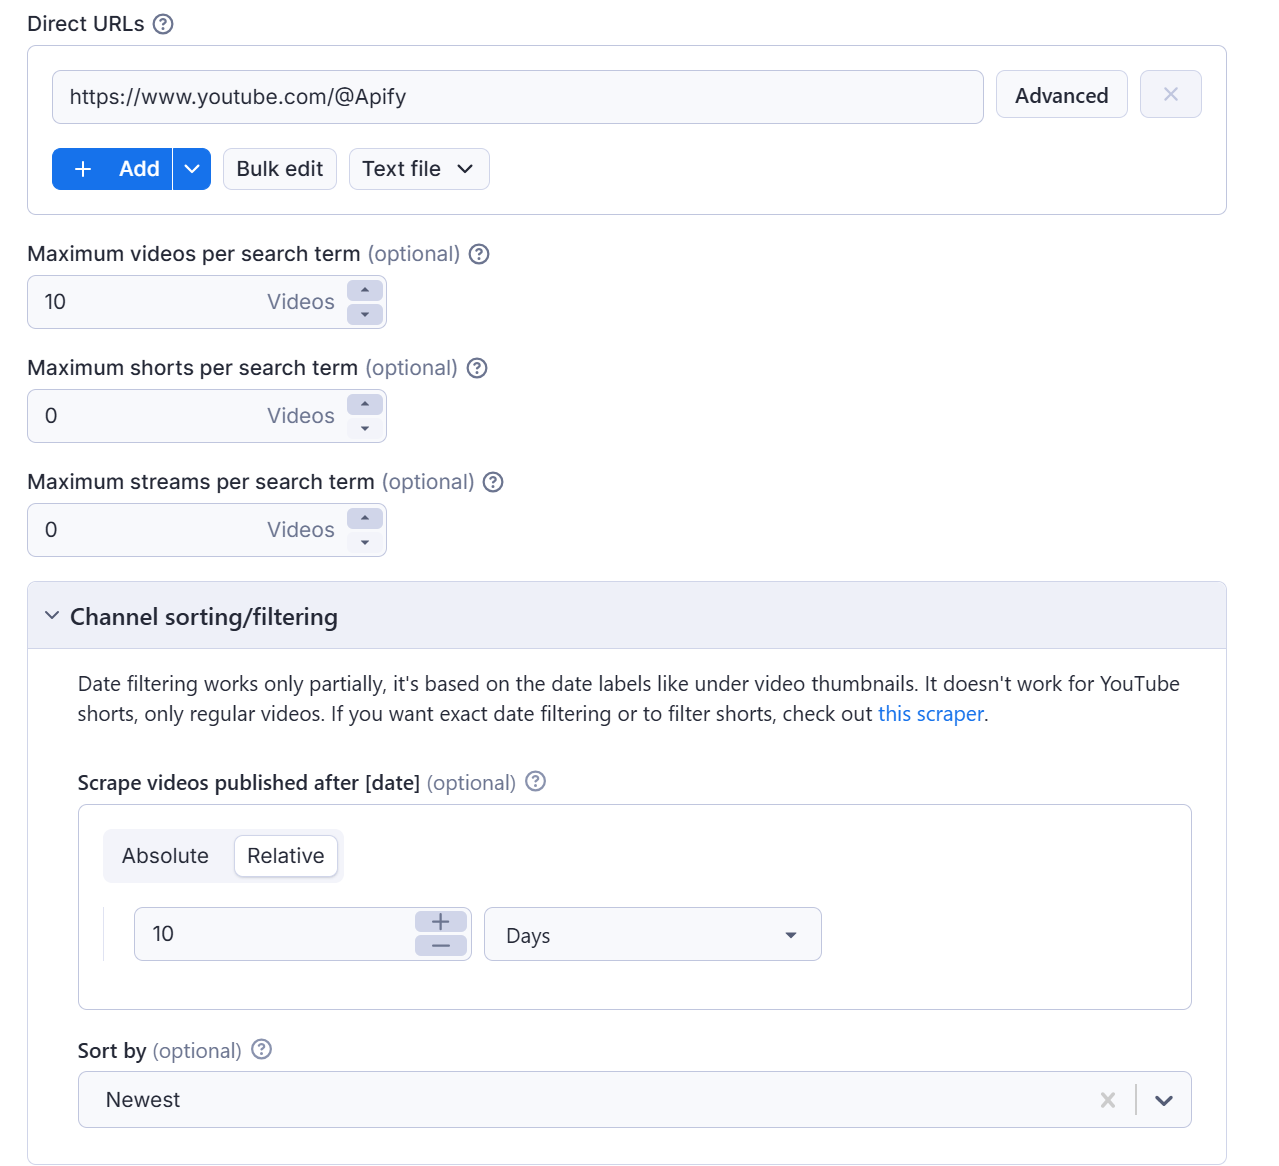 Direct URLs
https://www.youtube.com/@Apify
Advanced
Add
Bulk edit
Text file
Maximum videos per search term (optional)
10 Videos
Maximum shorts per search term (optional)
0 Videos
Maximum streams per search term (optional)
0 Videos
Channel sorting/filtering
Date filtering works only partially, it's based on the date labels like under video thumbnails. It doesn't work for YouTube
shorts, only regular videos. If you want exact date filtering or to filter shorts, check out this scraper.
Scrape videos published after [date] (optional)
Absolute Relative
10 Days
Sort by (optional)
Newest